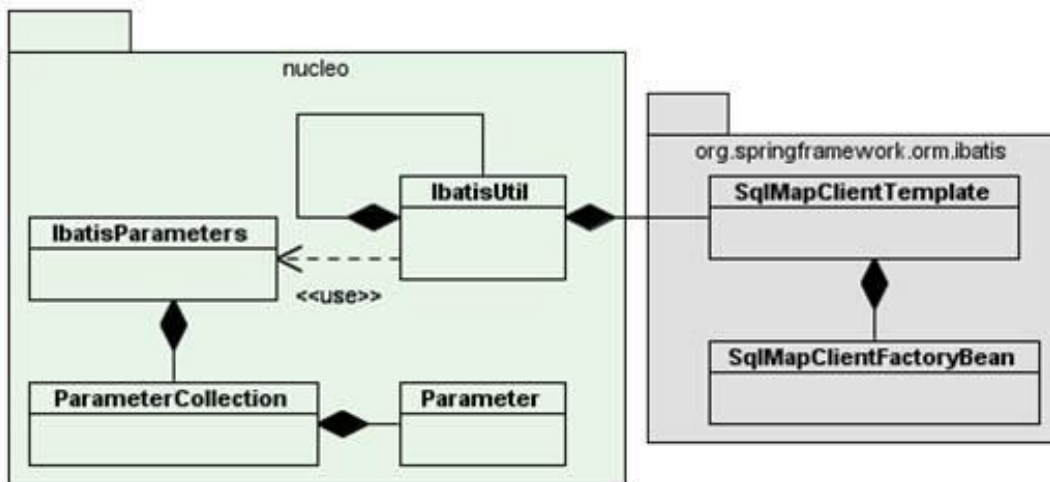 nucleo
org.springframework.orm.ibatis
IbatisUtil
SqlMapClientTemplate
IbatisParameters
<<use>>
SqlMapClientFactoryBean
ParameterCollection
Parameter